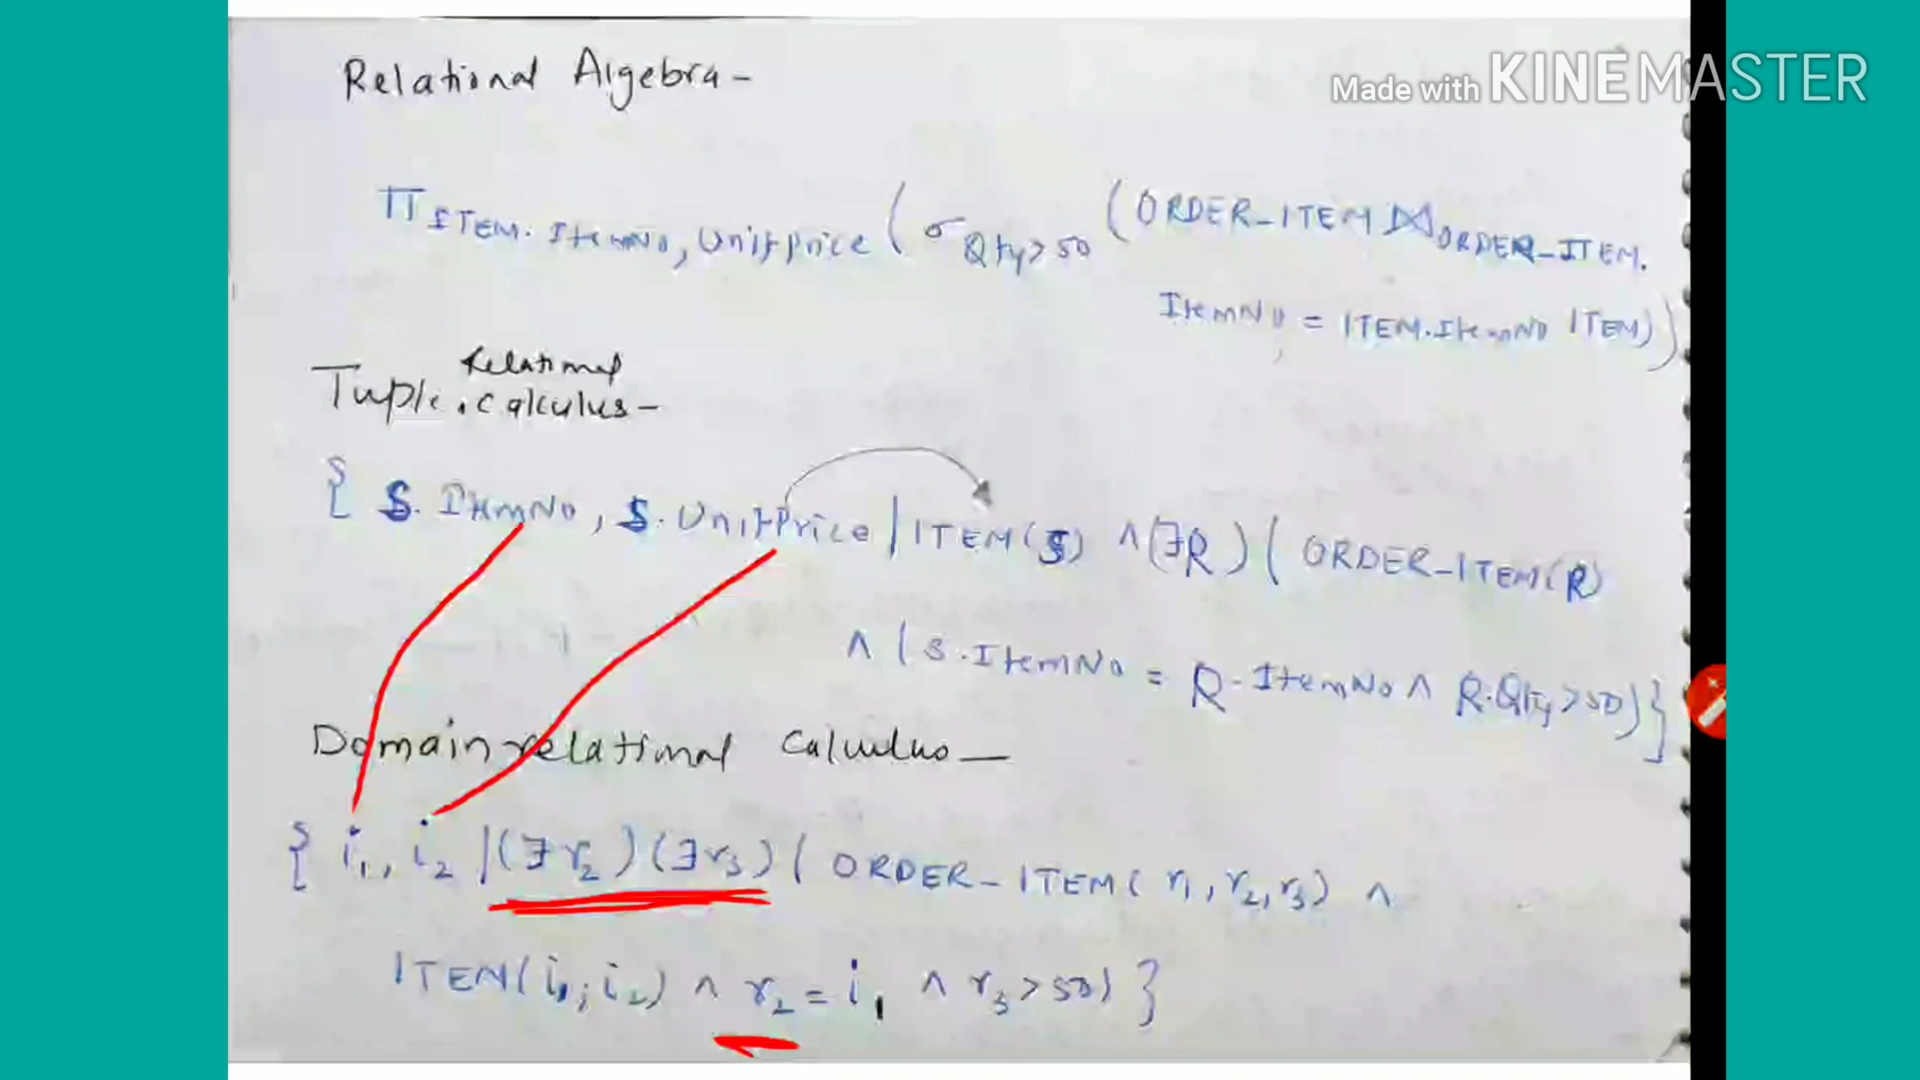 Made with KINEMASTER
Relational Algebra-
π ITEM.ItemNo, UnitPrice ( σ Qty>50 ( ORDER_ITEM ⋈ ORDER_ITEM.
ItemNo = ITEM.ItemNo ITEM))
Relational
Tuple. calculus-
{ S.ItemNo, S.UnitPrice | ITEM(S) ∧ (∃R) ( ORDER_ITEM(R)
∧ (S.ItemNo = R.ItemNo ∧ R.Qty>50)}
Domain relational calculus —
{ i1, i2 | (∃r2)(∃r3)( ORDER_ITEM( r1, r2, r3) ∧
ITEM(i1, i2) ∧ r2 = i1 ∧ r3>50) }